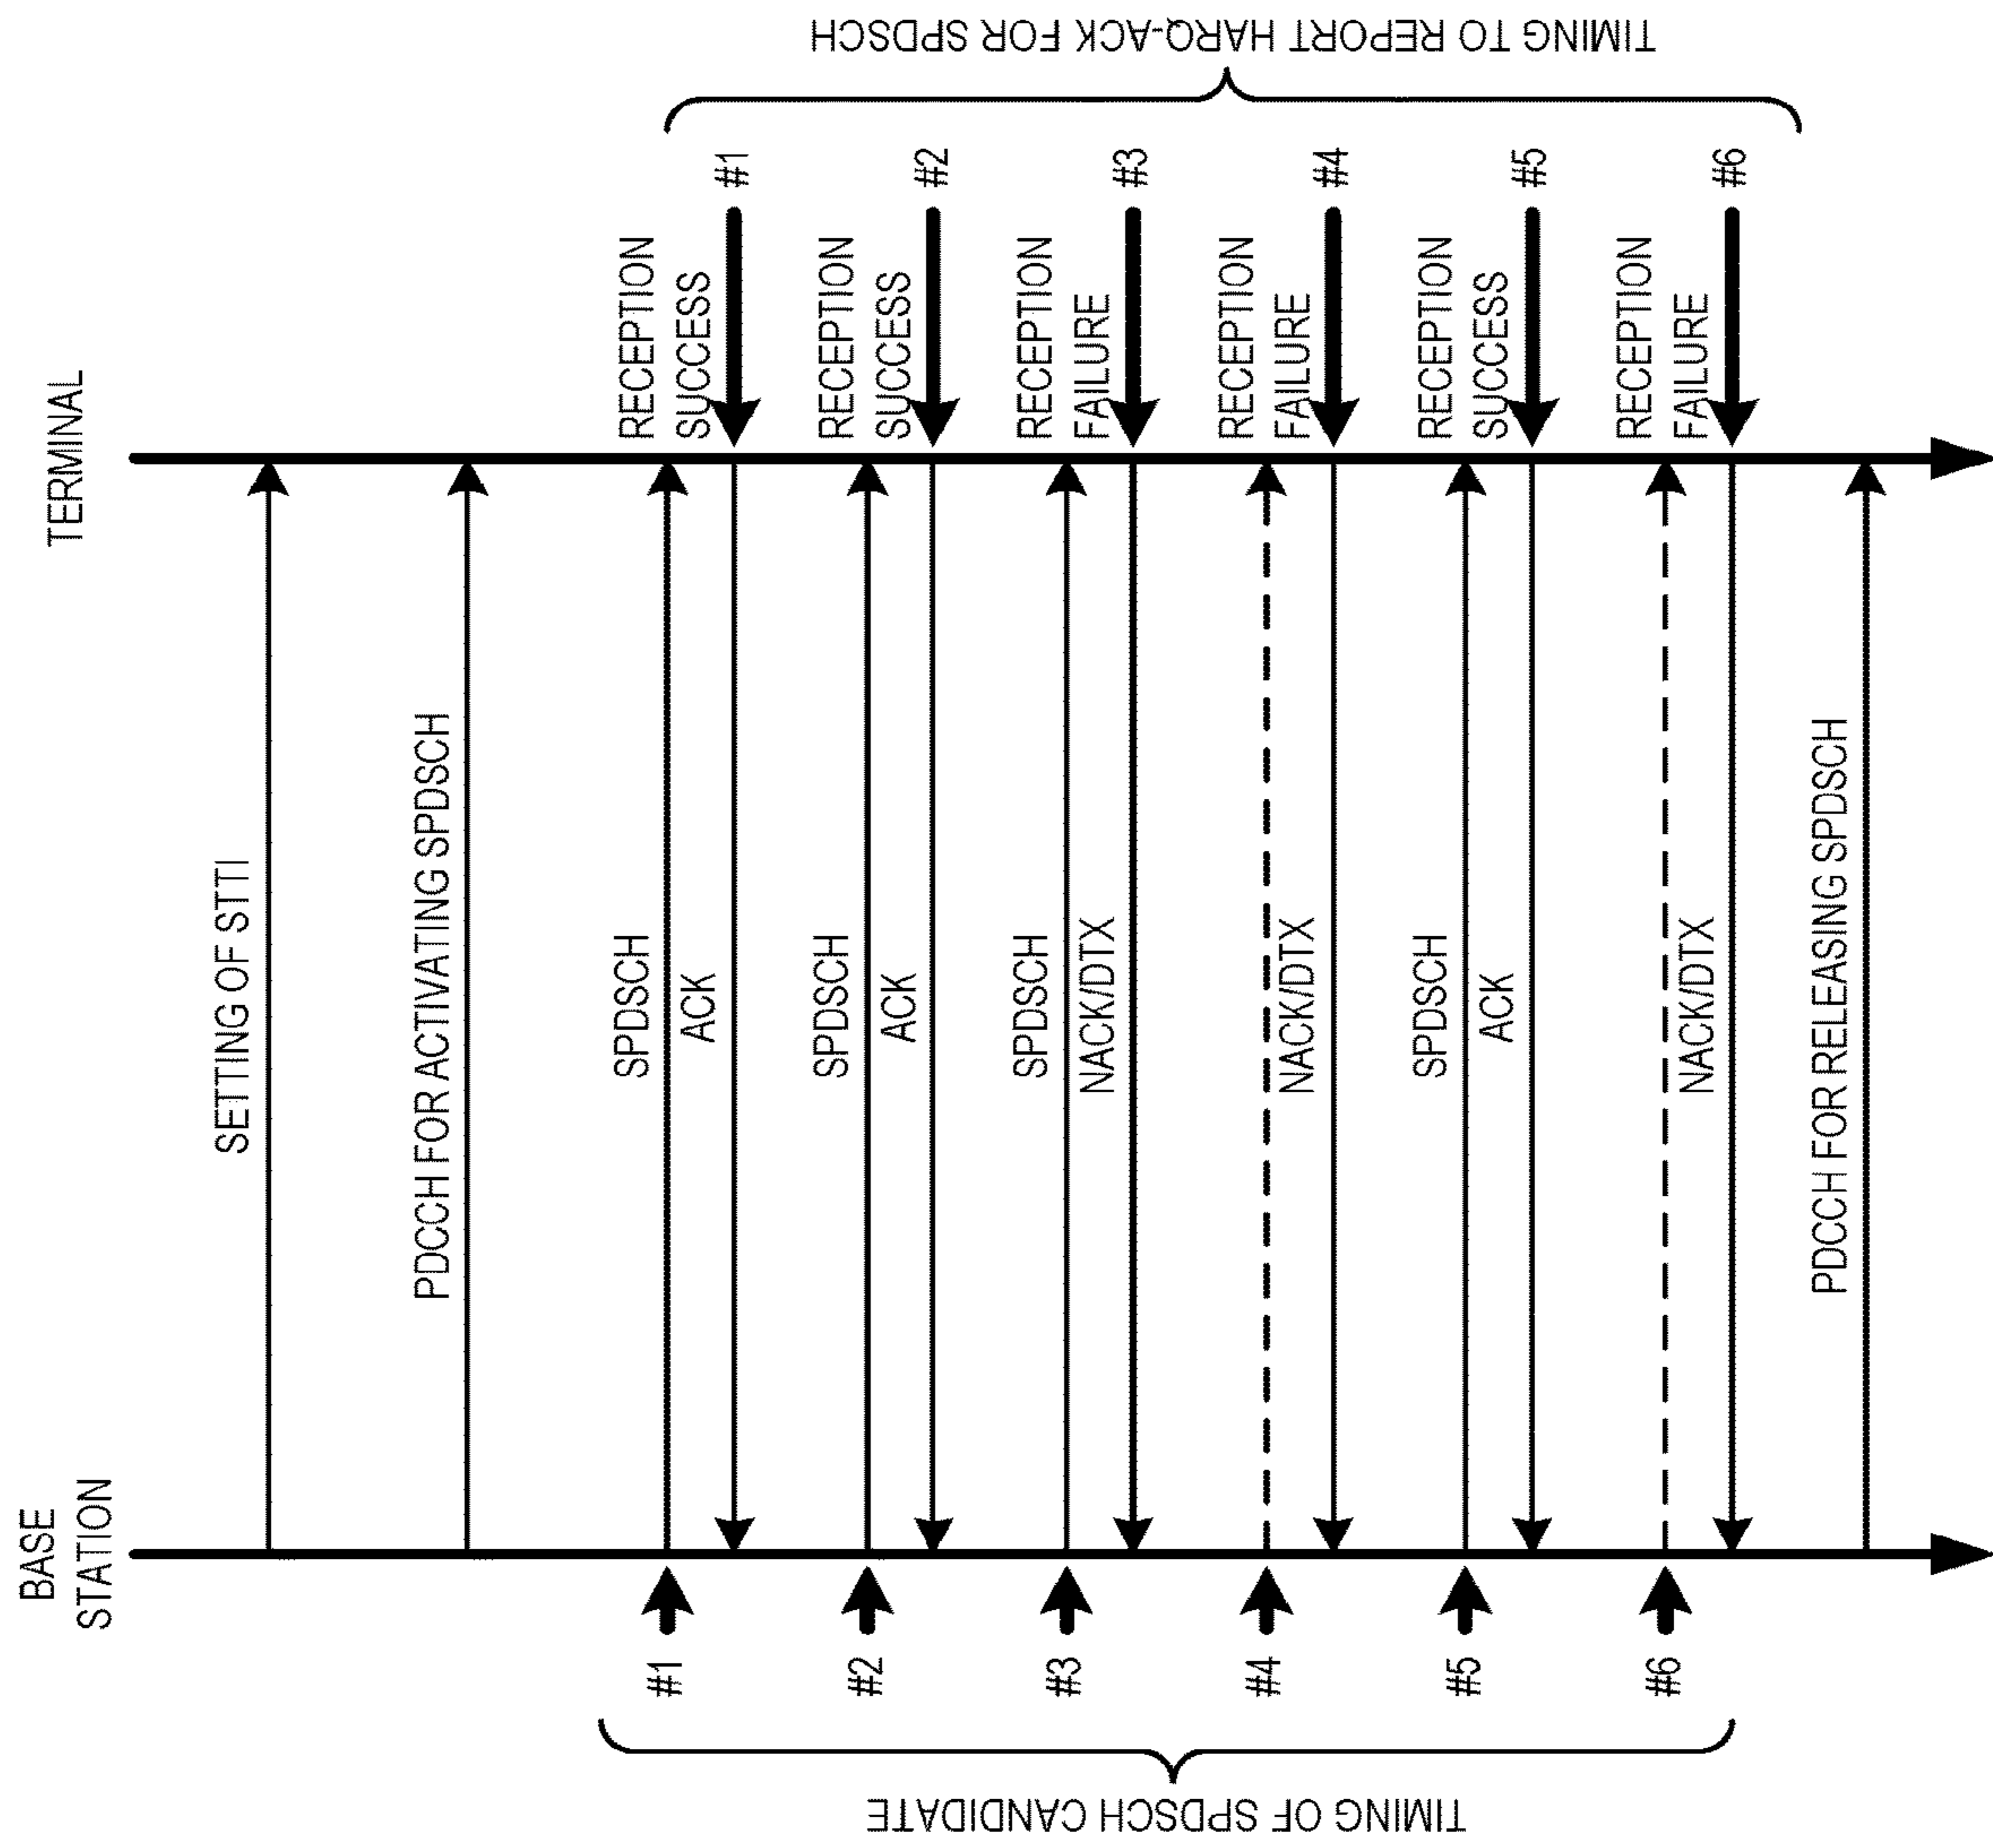 BASE
STATION
TERMINAL
SETTING OF STTI
PDCCH FOR ACTIVATING SPDSCH
TIMING OF SPDSCH CANDIDATE
TIMING TO REPORT HARQ-ACK FOR SPDSCH
#1
SPDSCH
RECEPTION
SUCCESS
ACK
#1
#2
SPDSCH
RECEPTION
SUCCESS
ACK
#2
#3
SPDSCH
RECEPTION
FAILURE
NACK/DTX
#3
#4
RECEPTION
FAILURE
NACK/DTX
#4
#5
SPDSCH
RECEPTION
SUCCESS
ACK
#5
#6
RECEPTION
FAILURE
NACK/DTX
#6
PDCCH FOR RELEASING SPDSCH